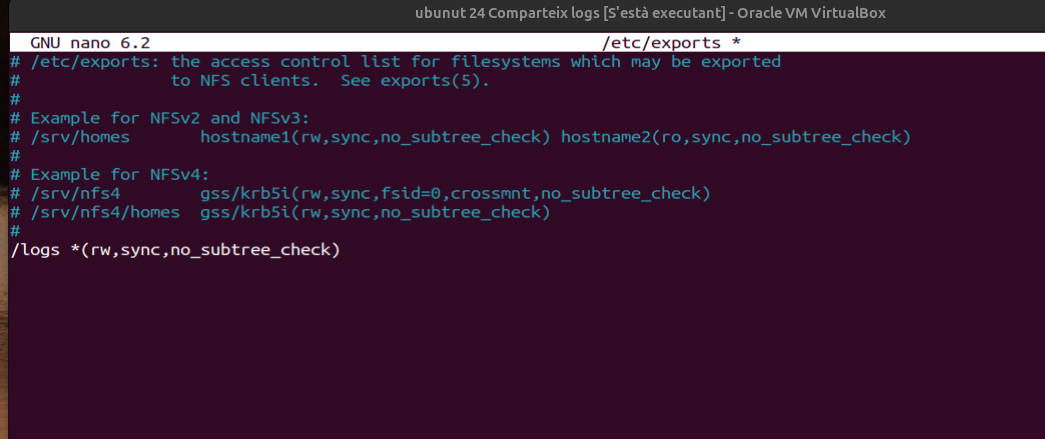 ubunut 24 Comparteix logs [S'està executant] - Oracle VM VirtualBox
GNU nano 6.2 /etc/exports *
# /etc/exports: the access control list for filesystems which may be exported
# to NFS clients. See exports(5).
#
# Example for NFSv2 and NFSv3:
# /srv/homes hostname1(rw,sync,no_subtree_check) hostname2(ro,sync,no_subtree_check)
#
# Example for NFSv4:
# /srv/nfs4 gss/krb5i(rw,sync,fsid=0,crossmnt,no_subtree_check)
# /srv/nfs4/homes gss/krb5i(rw,sync,no_subtree_check)
#
/logs *(rw,sync,no_subtree_check)